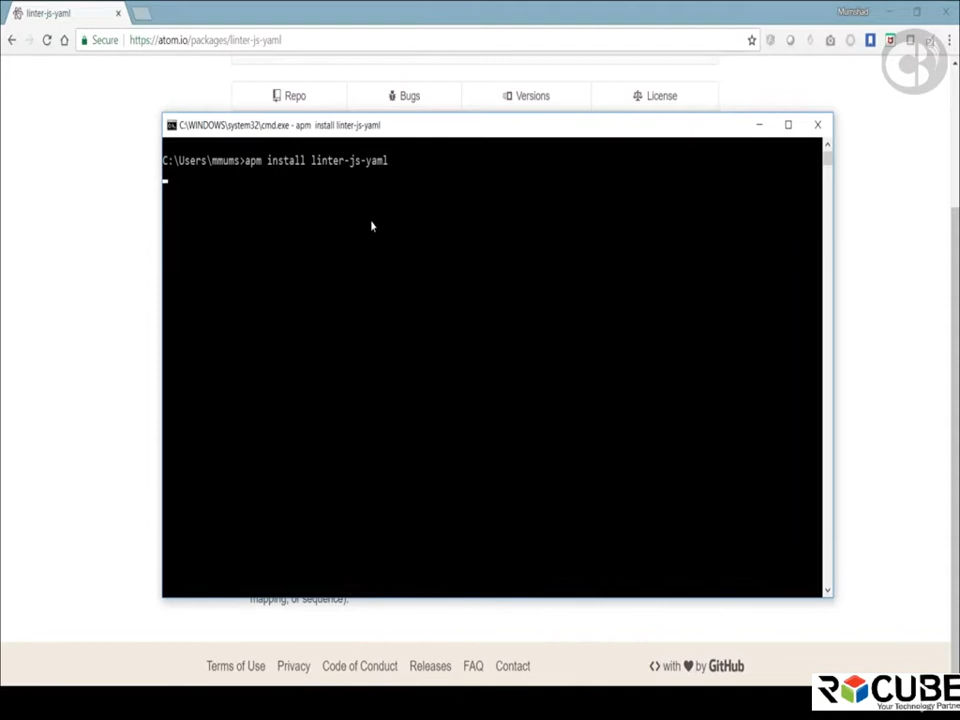 linter-js-yaml
Mumshad
Secure
https://atom.io/packages/linter-js-yaml
Repo
Bugs
Versions
License
C:\WINDOWS\system32\cmd.exe - apm  install linter-js-yaml
C:\Users\mmums>apm install linter-js-yaml
mapping, or sequence).
Terms of Use
Privacy
Code of Conduct
Releases
FAQ
Contact
with
by GitHub
RCUBE
Your Technology Partne